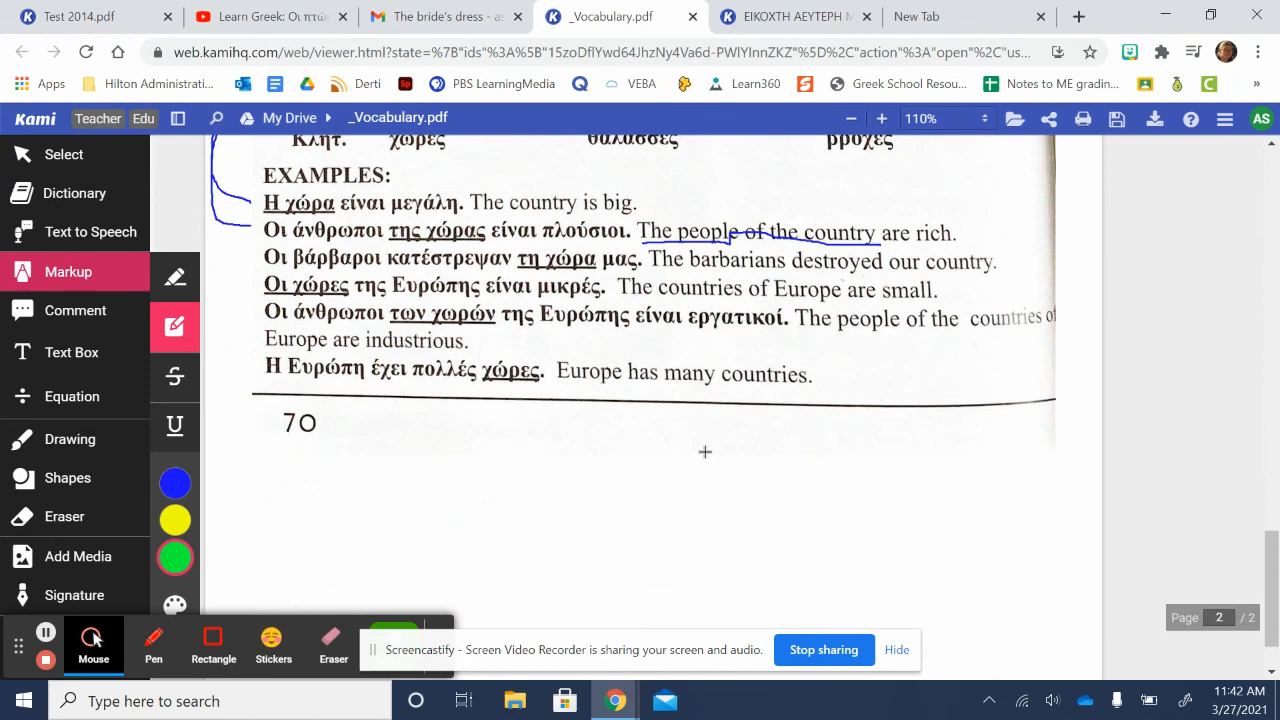 Test 2014.pdf
Learn Greek: Οι πτώ
The bride's dress - a
_Vocabulary.pdf
ΕΙΚΟΧΤΗ ΑΕΥΤΕΡΗ Μ
New Tab
web.kamihq.com/web/viewer.html?state=%7B"ids"%3A%5B"15zoDflYwd64JhzNy4Va6d-PWlYlnnZKZ"%5D%2C"action"%3A"open"%2C"us...
Apps
Hilton Administrati...
Derti
PBS LearningMedia
VEBA
Learn360
Greek School Resou...
Notes to ME gradin...
»
Kami Teacher Edu
My Drive
_Vocabulary.pdf
110%
AS
Select
Dictionary
Text to Speech
Markup
Comment
Text Box
Equation
Drawing
Shapes
Eraser
Add Media
Signature
Κλητ. χώρες θάλασσες βροχές
EXAMPLES:
Η χώρα είναι μεγάλη. The country is big.
Οι άνθρωποι της χώρας είναι πλούσιοι. The people of the country are rich.
Οι βάρβαροι κατέστρεψαν τη χώρα μας. The barbarians destroyed our country.
Οι χώρες της Ευρώπης είναι μικρές. The countries of Europe are small.
Οι άνθρωποι των χωρών της Ευρώπης είναι εργατικοί. The people of the countries of
Europe are industrious.
Η Ευρώπη έχει πολλές χώρες. Europe has many countries.
70
Page 2 / 2
Mouse
Pen
Rectangle
Stickers
Eraser
Screencastify - Screen Video Recorder is sharing your screen and audio.
Stop sharing
Hide
Type here to search
11:42 AM
3/27/2021